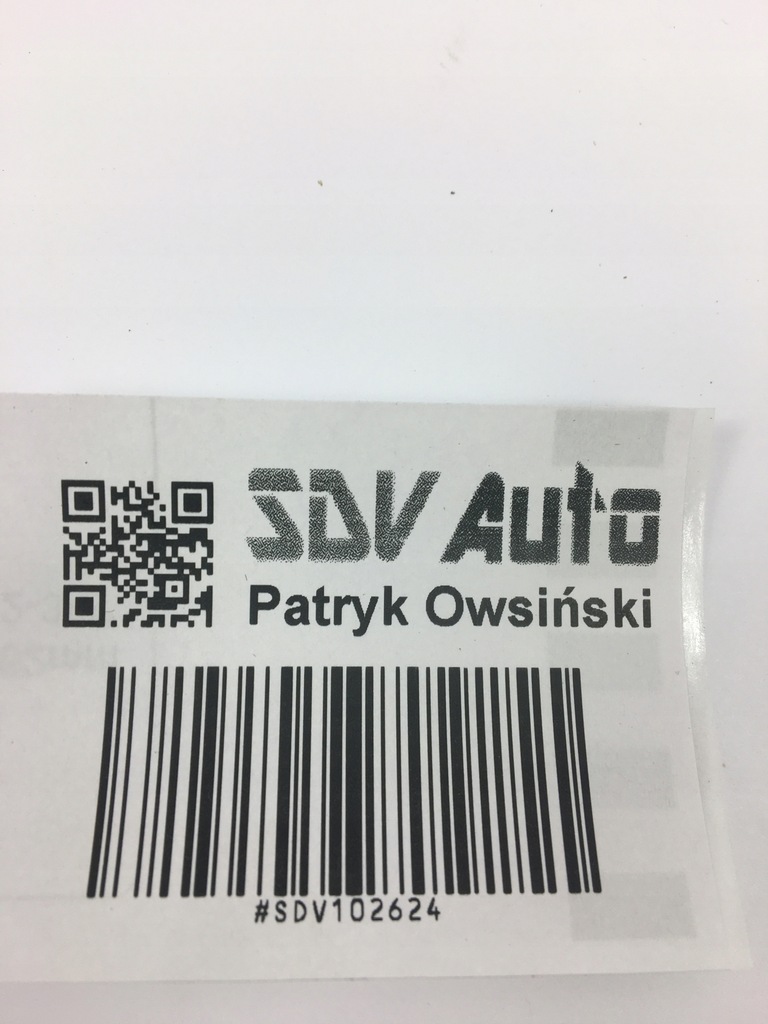 SDV Auto
Patryk Owsiński
#SDV102624